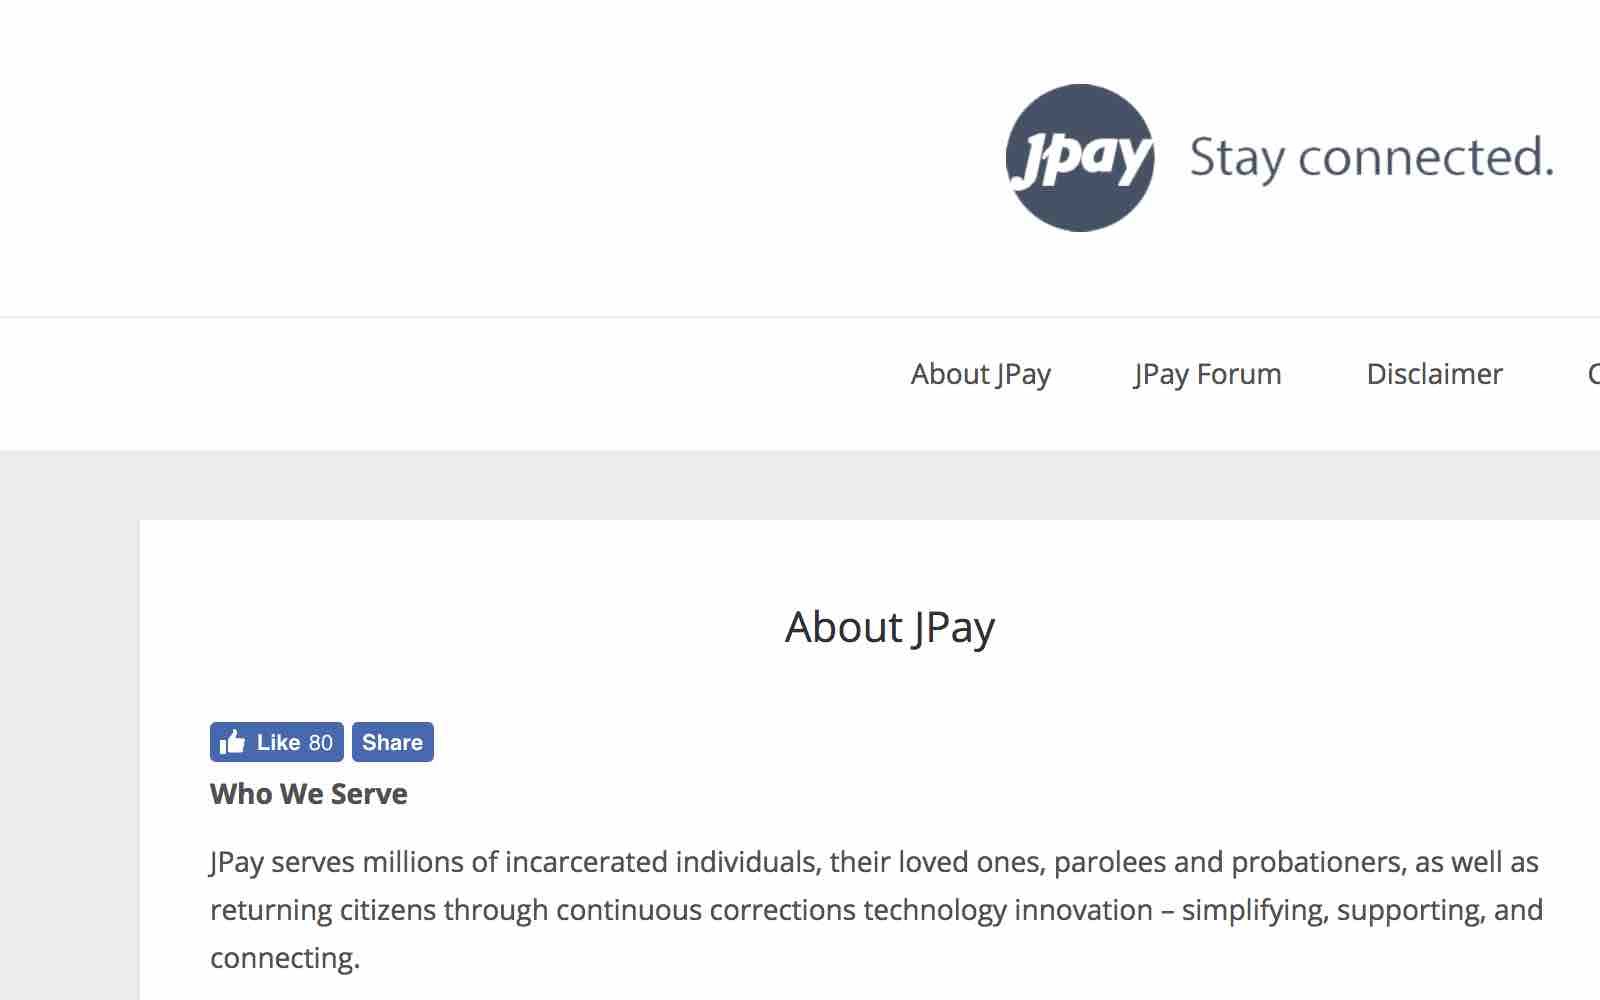 Jpay Stay connected.
About JPay JPay Forum Disclaimer
About JPay
Like 80 Share
Who We Serve
JPay serves millions of incarcerated individuals, their loved ones, parolees and probationers, as well as
returning citizens through continuous corrections technology innovation – simplifying, supporting, and
connecting.